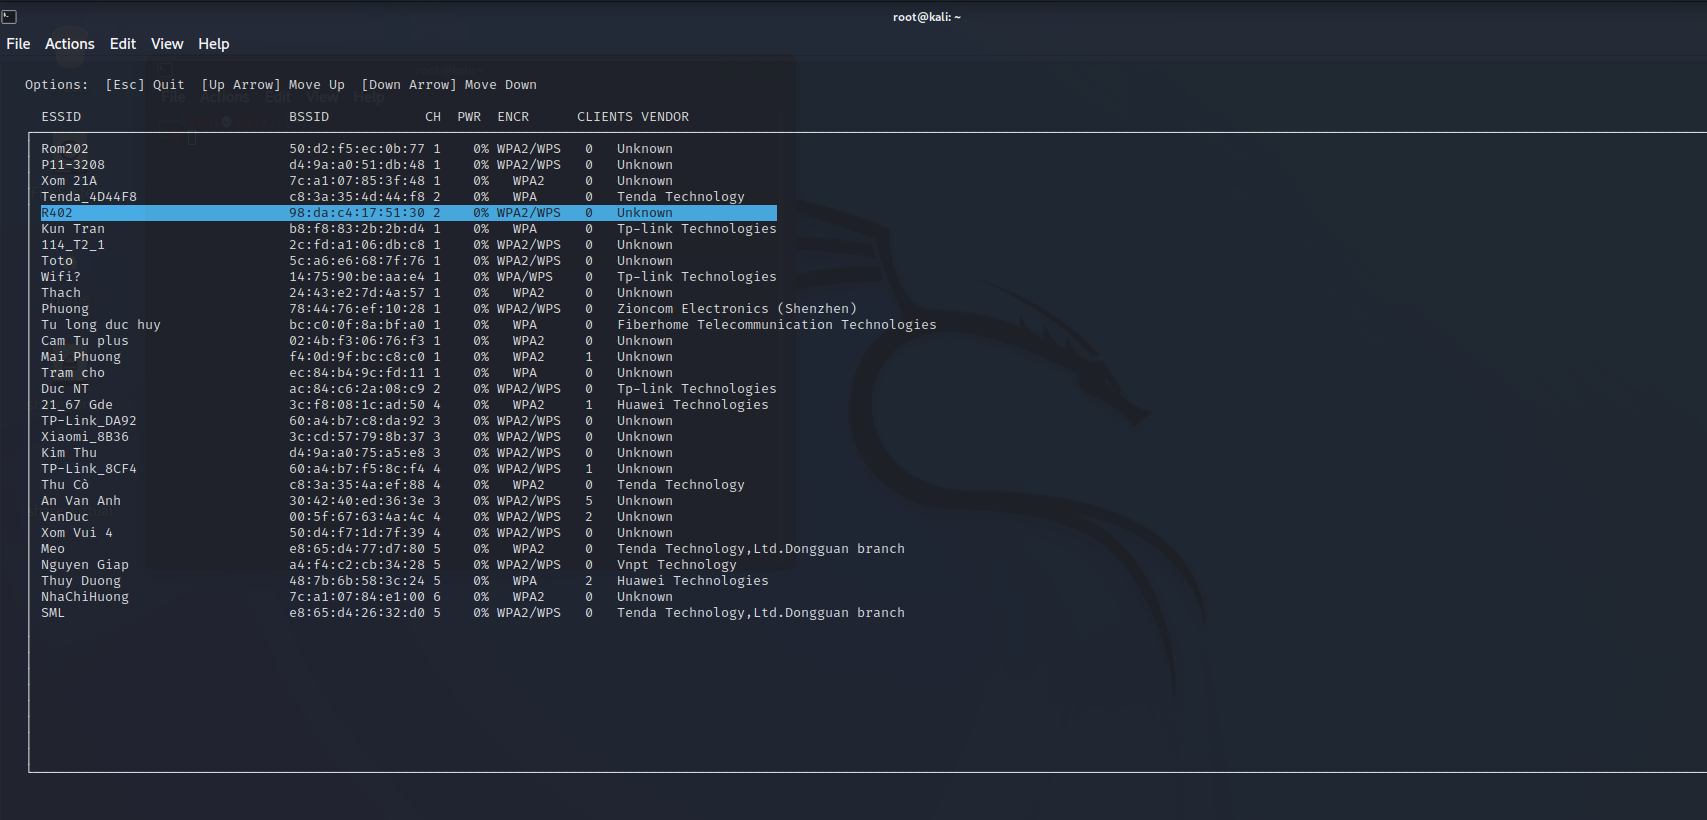 root@kali: ~
File Actions Edit View Help
Options: [Esc] Quit [Up Arrow] Move Up [Down Arrow] Move Down
ESSID BSSID CH PWR ENCR CLIENTS VENDOR
Rom202 50:d2:f5:ec:0b:77 1 0% WPA2/WPS 0 Unknown
P11-3208 d4:9a:a0:51:db:48 1 0% WPA2/WPS 0 Unknown
Xom 21A 7c:a1:07:85:3f:48 1 0% WPA2 0 Unknown
Tenda_4D44F8 c8:3a:35:4d:44:f8 2 0% WPA 0 Tenda Technology
R402 98:da:c4:17:51:30 2 0% WPA2/WPS 0 Unknown
Kun Tran b8:f8:83:2b:2b:d4 1 0% WPA 0 Tp-link Technologies
114_T2_1 2c:fd:a1:06:db:c8 1 0% WPA2/WPS 0 Unknown
Toto 5c:a6:e6:68:7f:76 1 0% WPA2/WPS 0 Unknown
Wifi? 14:75:90:be:aa:e4 1 0% WPA/WPS 0 Tp-link Technologies
Thach 24:43:e2:7d:4a:57 1 0% WPA2 0 Unknown
Phuong 78:44:76:ef:10:28 1 0% WPA2/WPS 0 Zioncom Electronics (Shenzhen)
Tu long duc huy bc:c0:0f:8a:bf:a0 1 0% WPA 0 Fiberhome Telecommunication Technologies
Cam Tu plus 02:4b:f3:06:76:f3 1 0% WPA2 0 Unknown
Mai Phuong f4:0d:9f:bc:c8:c0 1 0% WPA2 1 Unknown
Tram cho ec:84:b4:9c:fd:11 1 0% WPA 0 Unknown
Duc NT ac:84:c6:2a:08:c9 2 0% WPA2/WPS 0 Tp-link Technologies
21_67 Gde 3c:f8:08:1c:ad:50 4 0% WPA2 1 Huawei Technologies
TP-Link_DA92 60:a4:b7:c8:da:92 3 0% WPA2/WPS 0 Unknown
Xiaomi_8B36 3c:cd:57:79:8b:37 3 0% WPA2/WPS 0 Unknown
Kim Thu d4:9a:a0:75:a5:e8 3 0% WPA2/WPS 0 Unknown
TP-Link_8CF4 60:a4:b7:f5:8c:f4 4 0% WPA2/WPS 1 Unknown
Thu Cò c8:3a:35:4a:ef:88 4 0% WPA2 0 Tenda Technology
An Van Anh 30:42:40:ed:36:3e 3 0% WPA2/WPS 5 Unknown
VanDuc 00:5f:67:63:4a:4c 4 0% WPA2/WPS 2 Unknown
Xom Vui 4 50:d4:f7:1d:7f:39 4 0% WPA2/WPS 0 Unknown
Meo e8:65:d4:77:d7:80 5 0% WPA2 0 Tenda Technology,Ltd.Dongguan branch
Nguyen Giap a4:f4:c2:cb:34:28 5 0% WPA2/WPS 0 Vnpt Technology
Thuy Duong 48:7b:6b:58:3c:24 5 0% WPA 2 Huawei Technologies
NhaChiHuong 7c:a1:07:84:e1:00 6 0% WPA2 0 Unknown
SML e8:65:d4:26:32:d0 5 0% WPA2/WPS 0 Tenda Technology,Ltd.Dongguan branch